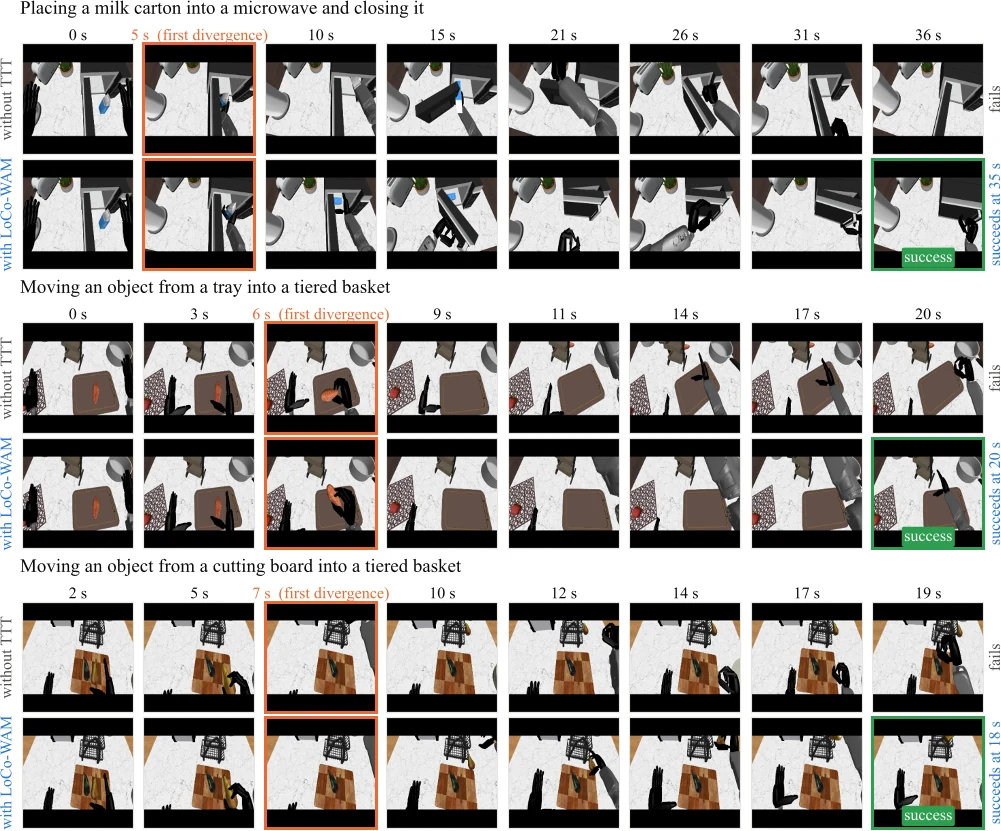 Placing a milk carton into a microwave and closing it
0 s 5 s (first divergence) 10 s 15 s 21 s 26 s 31 s 36 s
without TTT
fails
with LoCo-WAM
succeeds at 35 s
success
Moving an object from a tray into a tiered basket
0 s 3 s 6 s (first divergence) 9 s 11 s 14 s 17 s 20 s
without TTT
fails
with LoCo-WAM
succeeds at 20 s
success
Moving an object from a cutting board into a tiered basket
2 s 5 s 7 s (first divergence) 10 s 12 s 14 s 17 s 19 s
without TTT
fails
with LoCo-WAM
succeeds at 18 s
success